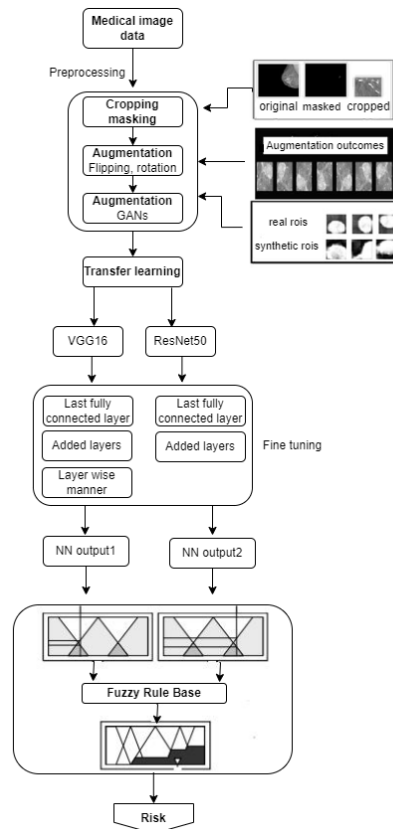 Medical image
data
Preprocessing
Cropping
masking
original masked cropped
Augmentation
Flipping, rotation
Augmentation outcomes
Augmentation
GANs
real rois
synthetic rois
Transfer learning
VGG16
ResNet50
Last fully
connected layer
Last fully
connected layer
Added layers
Added layers
Fine tuning
Layer wise
manner
NN output1
NN output2
Fuzzy Rule Base
Risk